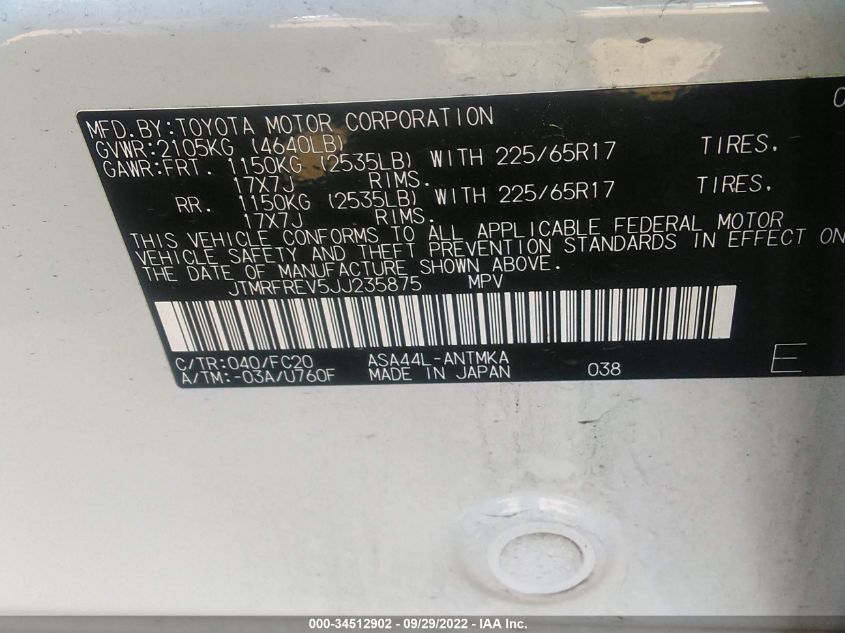 MFD.BY:TOYOTA MOTOR CORPORATION
GVWR:2105KG (4640LB)
GAWR:FRT. 1150KG (2535LB) WITH 225/65R17 TIRES.
17X7J RIMS.
RR. 1150KG (2535LB) WITH 225/65R17 TIRES.
17X7J RIMS.
THIS VEHICLE CONFORMS TO ALL APPLICABLE FEDERAL MOTOR
VEHICLE SAFETY AND THEFT PREVENTION STANDARDS IN EFFECT ON
THE DATE OF MANUFACTURE SHOWN ABOVE.
JTMRFREV5JJ235875 MPV
C/TR:040/FC20 ASA44L-ANTMKA
A/TM:-03A/U760F MADE IN JAPAN 038 E
000-34512902 - 09/29/2022 - IAA Inc.